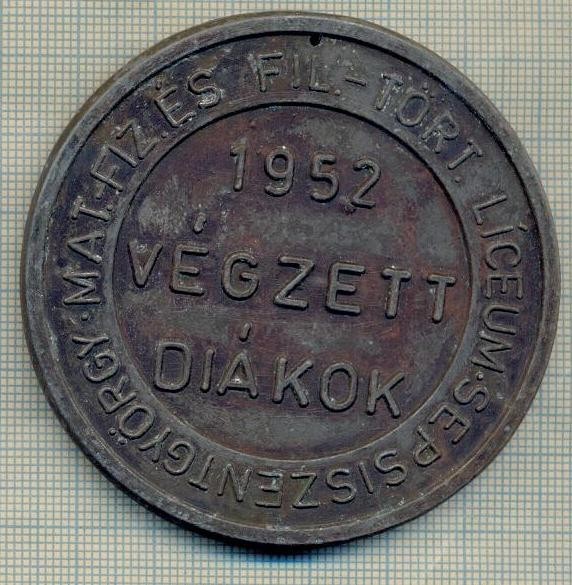 MAT.-FIZ. ÉS FIL.-TÖRT. LÍCEUM·SEPSISZENTGYÖRGY·
1952
VÉGZETT
DIÁKOK